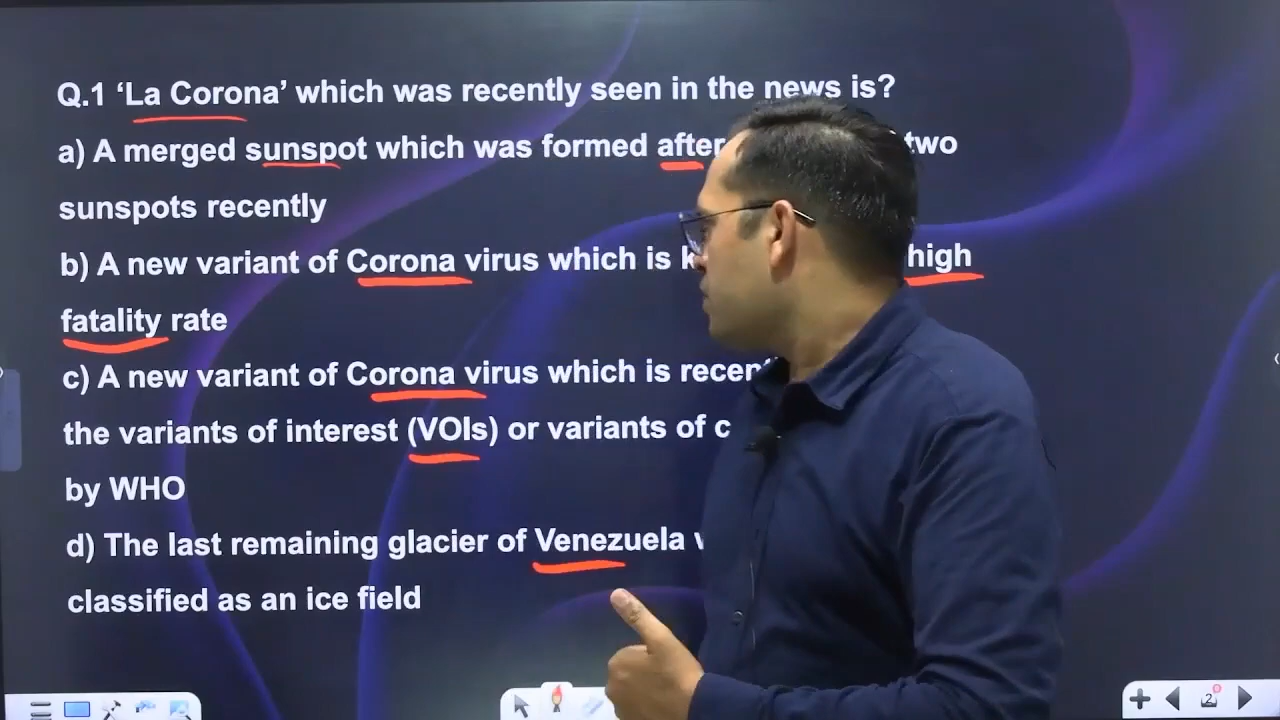 Q.1 ‘La Corona’ which was recently seen in the news is?
a) A merged sunspot which was formed after two
sunspots recently
b) A new variant of Corona virus which is high
fatality rate
c) A new variant of Corona virus which is
the variants of interest (VOIs) or variants of
by WHO
d) The last remaining glacier of Venezuela
classified as an ice field
2